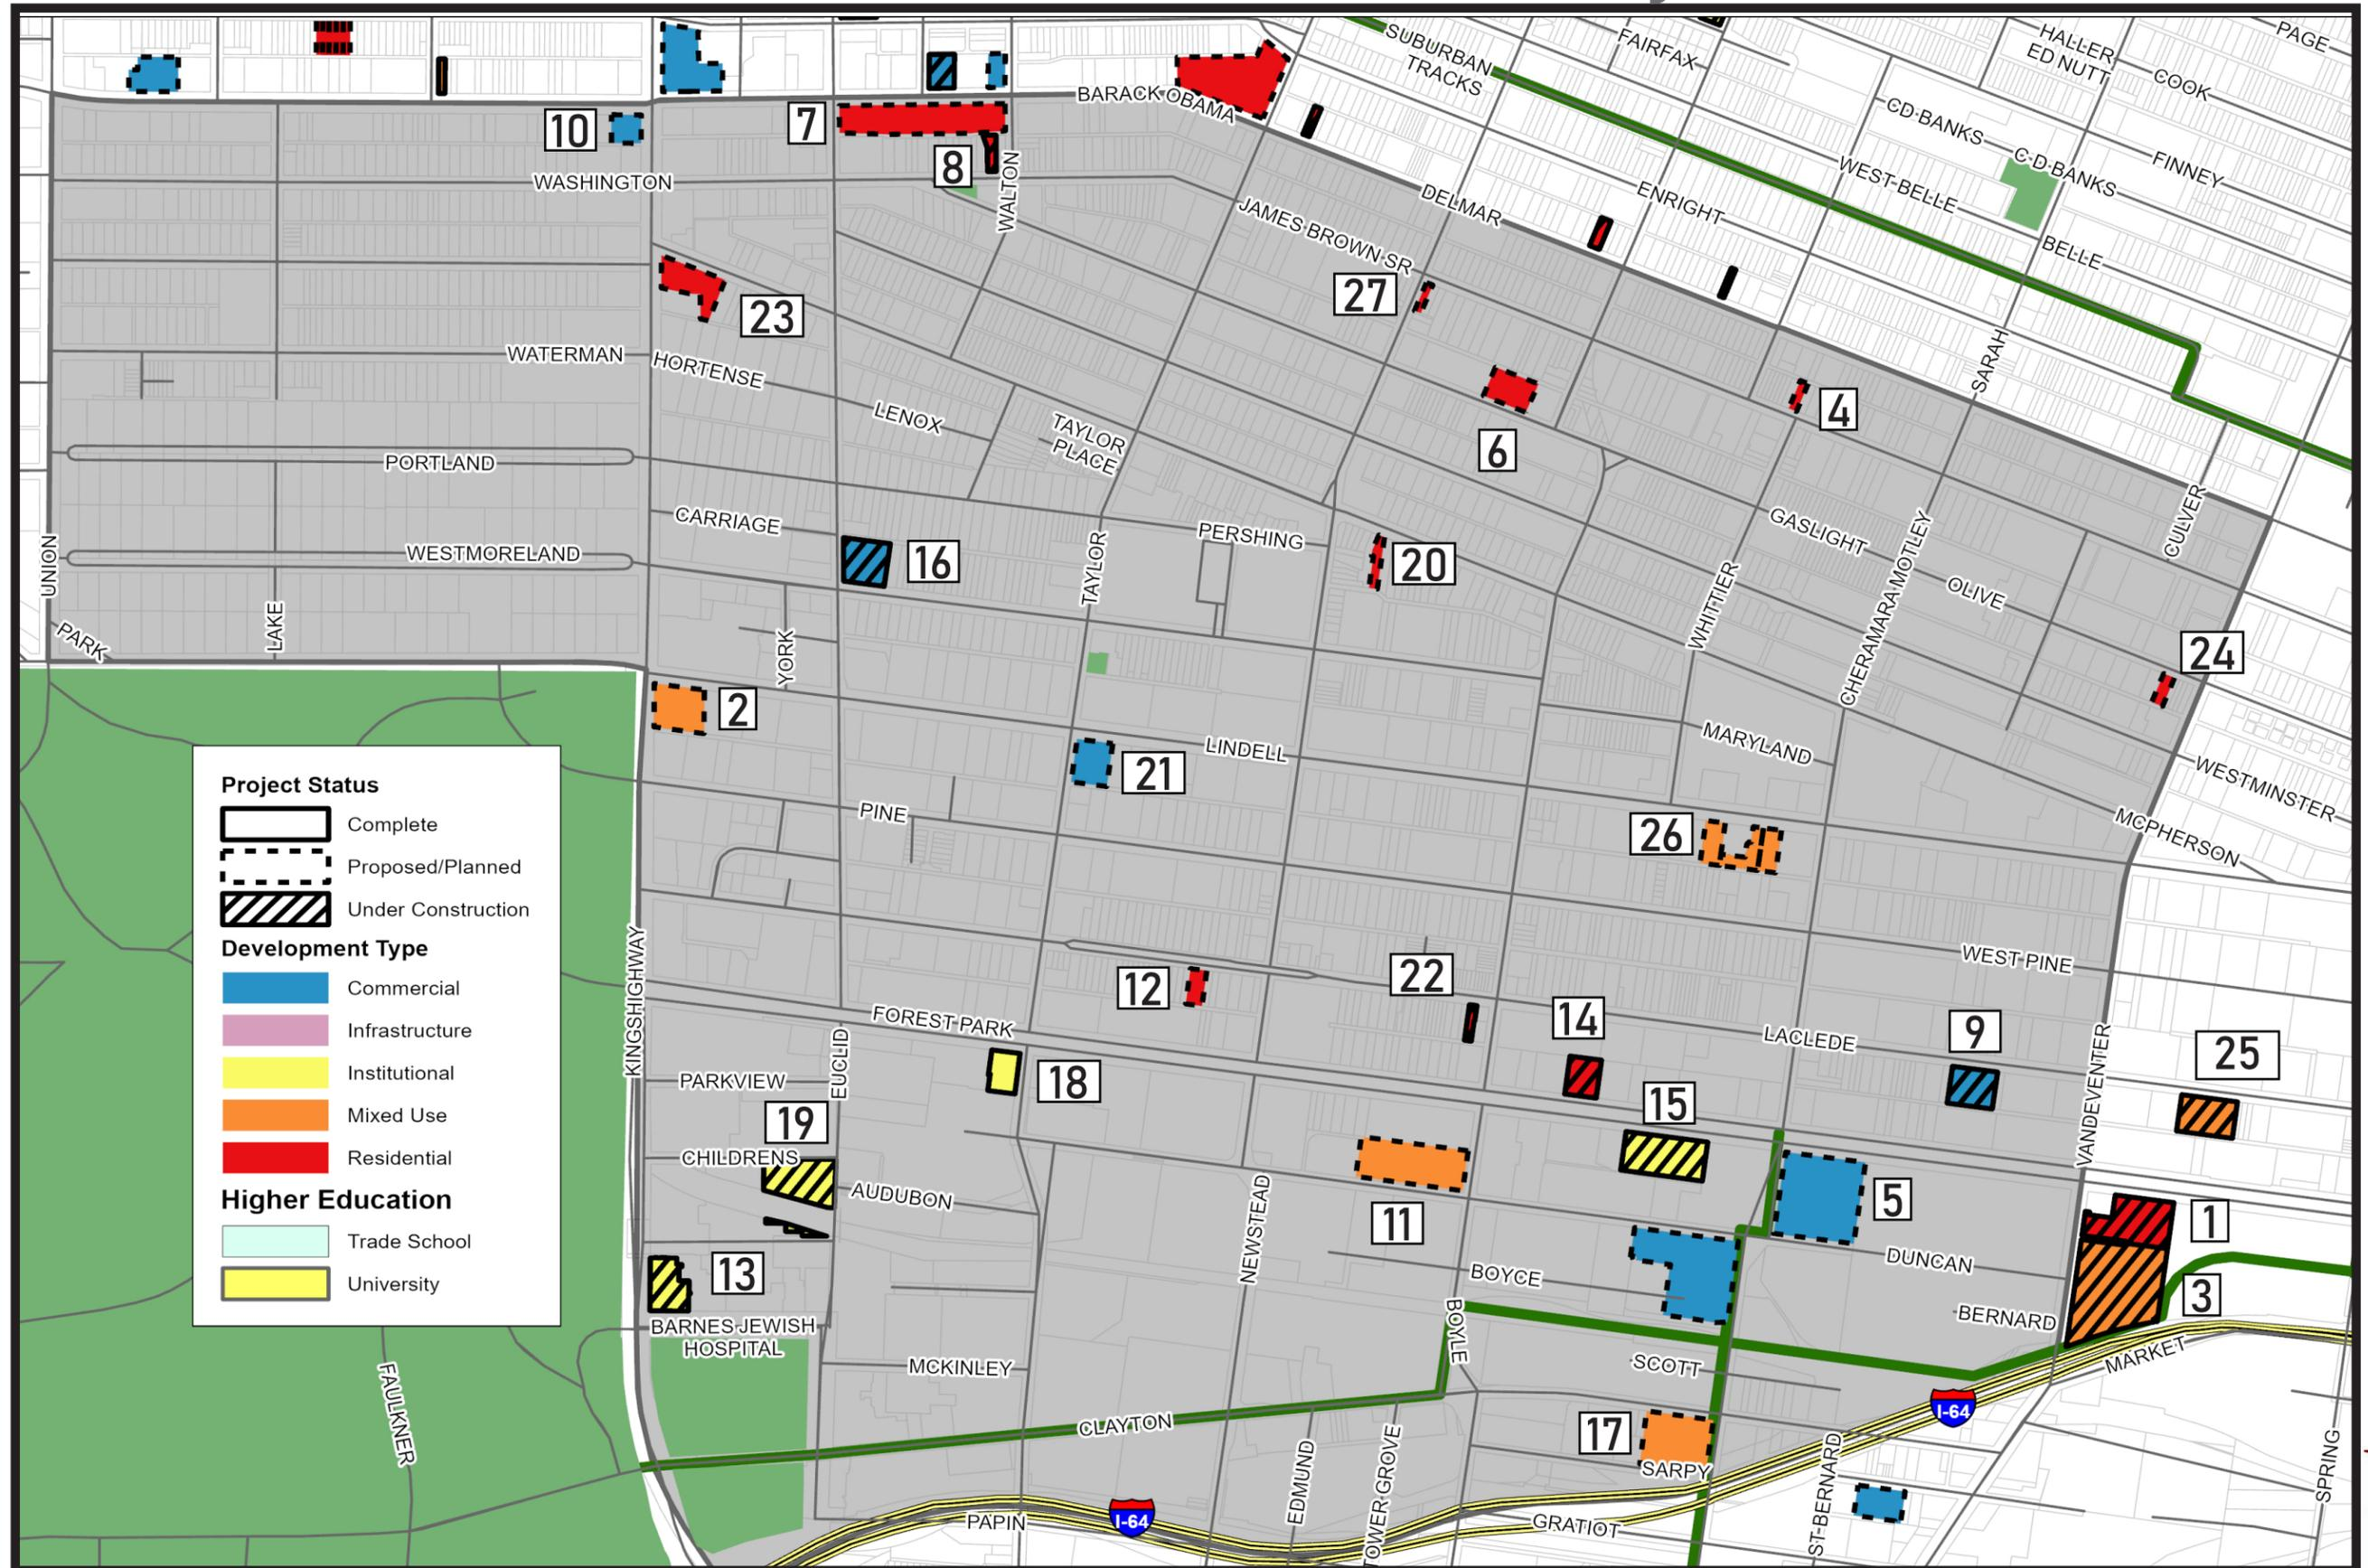 SUBURBAN
TRACKS
FAIRFAX
HALLER
ED NUTT
PAGE
COOK
CD BANKS
C D BANKS
FINNEY
WEST BELLE
BELLE
ENRIGHT
DELMAR
BARACK OBAMA
10
7
8
WASHINGTON
WALTON
JAMES BROWN SR
27
23
WATERMAN
HORTENSE
LENOX
TAYLOR
PLACE
6
4
SARAH
PORTLAND
CARRIAGE
WESTMORELAND
16
TAYLOR
PERSHING
20
GASLIGHT
OLIVE
CULVER
WHITTIER
CHERAMARA MOTLEY
24
UNION
PARK
LAKE
YORK
2
21
LINDELL
MARYLAND
WESTMINSTER
MCPHERSON
PINE
26
WEST PINE
Project Status
Complete
Proposed/Planned
Under Construction
Development Type
Commercial
Infrastructure
Institutional
Mixed Use
Residential
Higher Education
Trade School
University
KINGSHIGHWAY
FOREST PARK
12
22
14
LACLEDE
9
25
VANDEVENTER
PARKVIEW
EUCLID
18
15
19
CHILDRENS
AUDUBON
NEWSTEAD
11
5
1
13
BOYCE
DUNCAN
3
BERNARD
BARNES JEWISH
HOSPITAL
BOYLE
MCKINLEY
SCOTT
MARKET
FAULKNER
CLAYTON
I-64
17
SARPY
EDMUND
TOWER GROVE
ST BERNARD
SPRING
PAPIN
I-64
GRATIOT